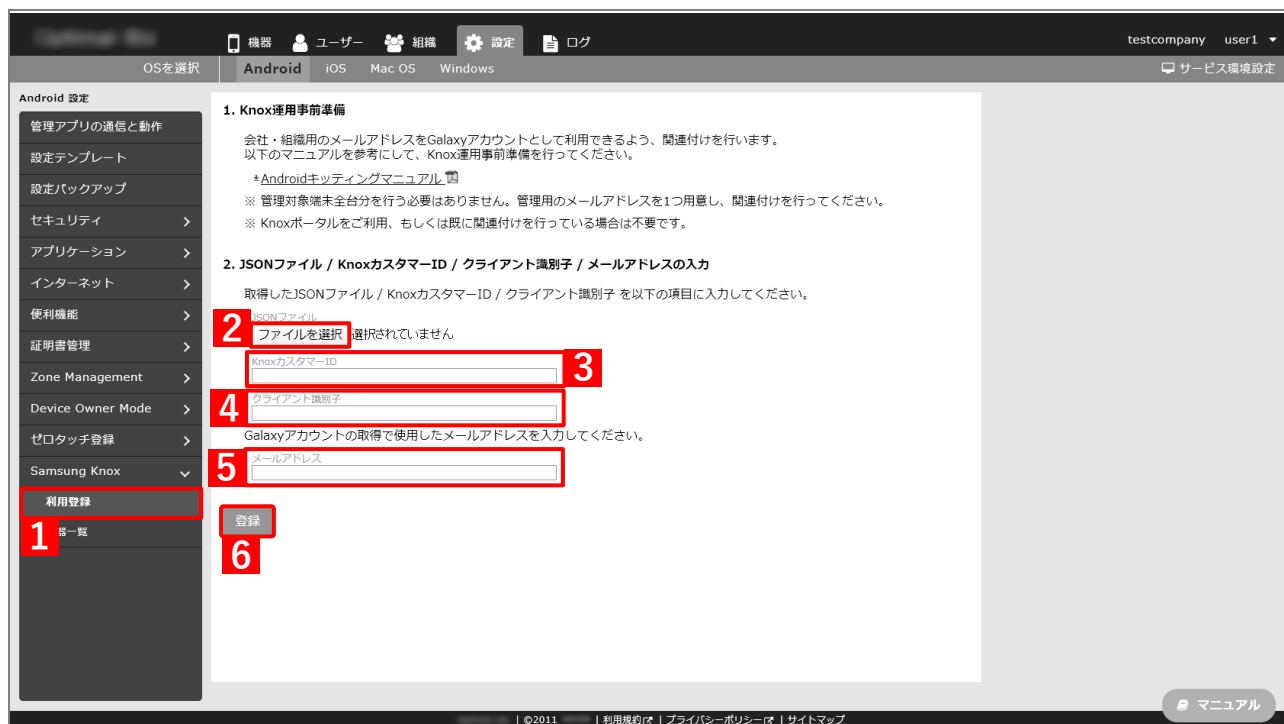 機器 ユーザー 組織 設定 ログ testcompany user1
OSを選択 Android iOS Mac OS Windows サービス環境設定
Android 設定
管理アプリの通信と動作
設定テンプレート
設定バックアップ
セキュリティ
アプリケーション
インターネット
便利機能
証明書管理
Zone Management
Device Owner Mode
ゼロタッチ登録
Samsung Knox
利用登録
1
器一覧
1. Knox運用事前準備
会社・組織用のメールアドレスをGalaxyアカウントとして利用できるよう、関連付けを行います。
以下のマニュアルを参考にして、Knox運用事前準備を行ってください。
Androidキッティングマニュアル
※ 管理対象端末全台分を行う必要はありません。管理用のメールアドレスを1つ用意し、関連付けを行ってください。
※ Knoxポータルをご利用、もしくは既に関連付けを行っている場合は不要です。
2. JSONファイル / KnoxカスタマーID / クライアント識別子 / メールアドレスの入力
取得したJSONファイル / KnoxカスタマーID / クライアント識別子 を以下の項目に入力してください。
JSONファイル
2 ファイルを選択 選択されていません
KnoxカスタマーID
3
クライアント識別子
4
Galaxyアカウントの取得で使用したメールアドレスを入力してください。
メールアドレス
5
登録
6
マニュアル
| ©2011 | 利用規約 | プライバシーポリシー | サイトマップ